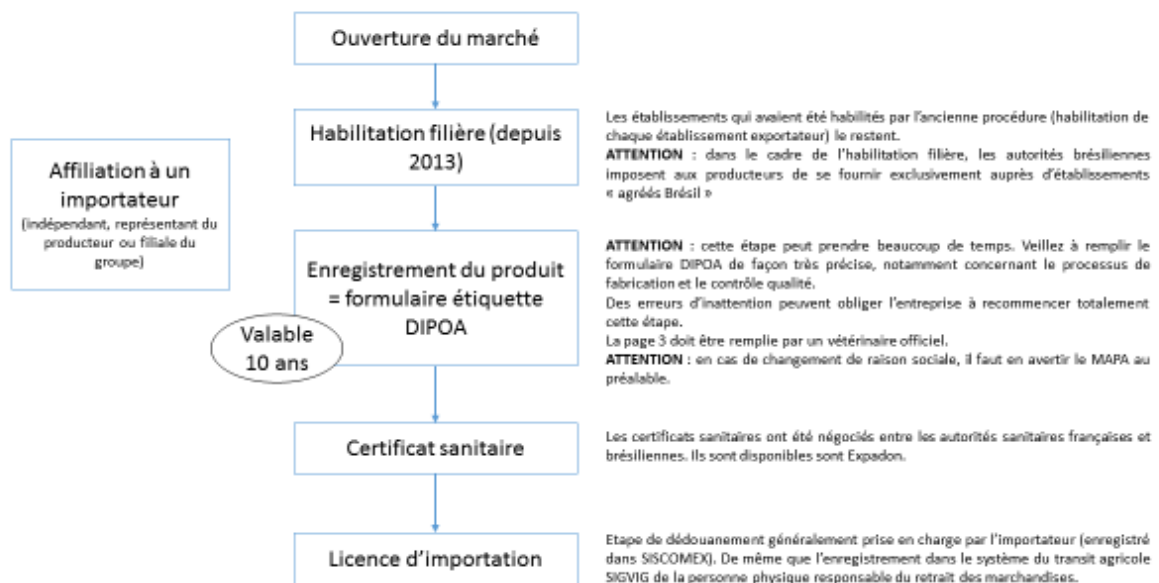 Ouverture du marché
Habilitation filière (depuis
2013)
Les établissements qui avaient été habilités par l'ancienne procédure (habilitation de
chaque établissement exportateur) le restent.
ATTENTION : dans le cadre de l'habilitation filière, les autorités brésiliennes
imposent aux producteurs de se fournir exclusivement auprès d'établissements
« agréés Brésil »
Affiliation à un
importateur
(indépendant, représentant du
producteur ou filiale du
groupe)
Enregistrement du produit
= formulaire étiquette
DIPOA
Valable
10 ans
ATTENTION : cette étape peut prendre beaucoup de temps. Veillez à remplir le
formulaire DIPOA de façon très précise, notamment concernant le processus de
fabrication et le contrôle qualité.
Des erreurs d'inattention peuvent obliger l'entreprise à recommencer totalement
cette étape.
La page 3 doit être remplie par un vétérinaire officiel.
ATTENTION : en cas de changement de raison sociale, il faut en avertir le MAPA au
préalable.
Certificat sanitaire
Les certificats sanitaires ont été négociés entre les autorités sanitaires françaises et
brésiliennes. Ils sont disponibles sont Expadon.
Licence d'importation
Etape de dédouanement généralement prise en charge par l'importateur (enregistré
dans SISCOMEX). De même que l'enregistrement dans le système du transit agricole
SIGVIG de la personne physique responsable du retrait des marchandises.